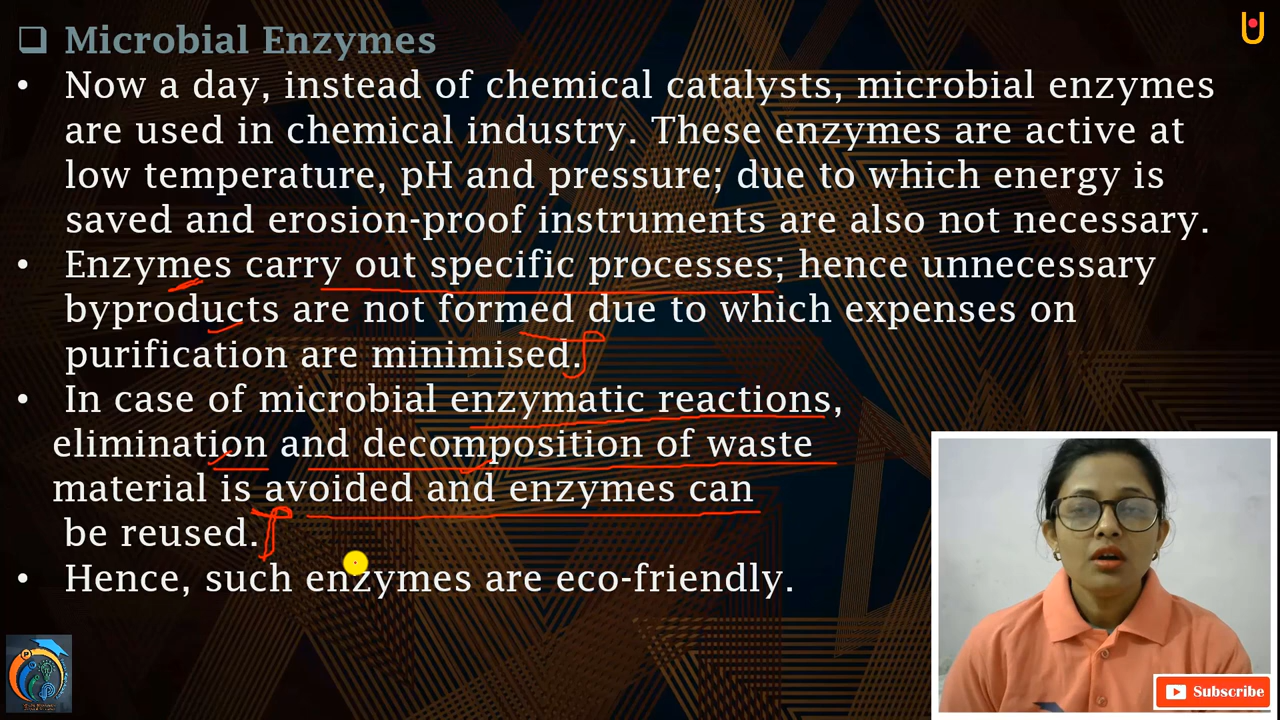 ❑ Microbial Enzymes
• Now a day, instead of chemical catalysts, microbial enzymes
are used in chemical industry. These enzymes are active at
low temperature, pH and pressure; due to which energy is
saved and erosion-proof instruments are also not necessary.
• Enzymes carry out specific processes; hence unnecessary
byproducts are not formed due to which expenses on
purification are minimised.
• In case of microbial enzymatic reactions,
elimination and decomposition of waste
material is avoided and enzymes can
be reused.
• Hence, such enzymes are eco-friendly.
Subscribe